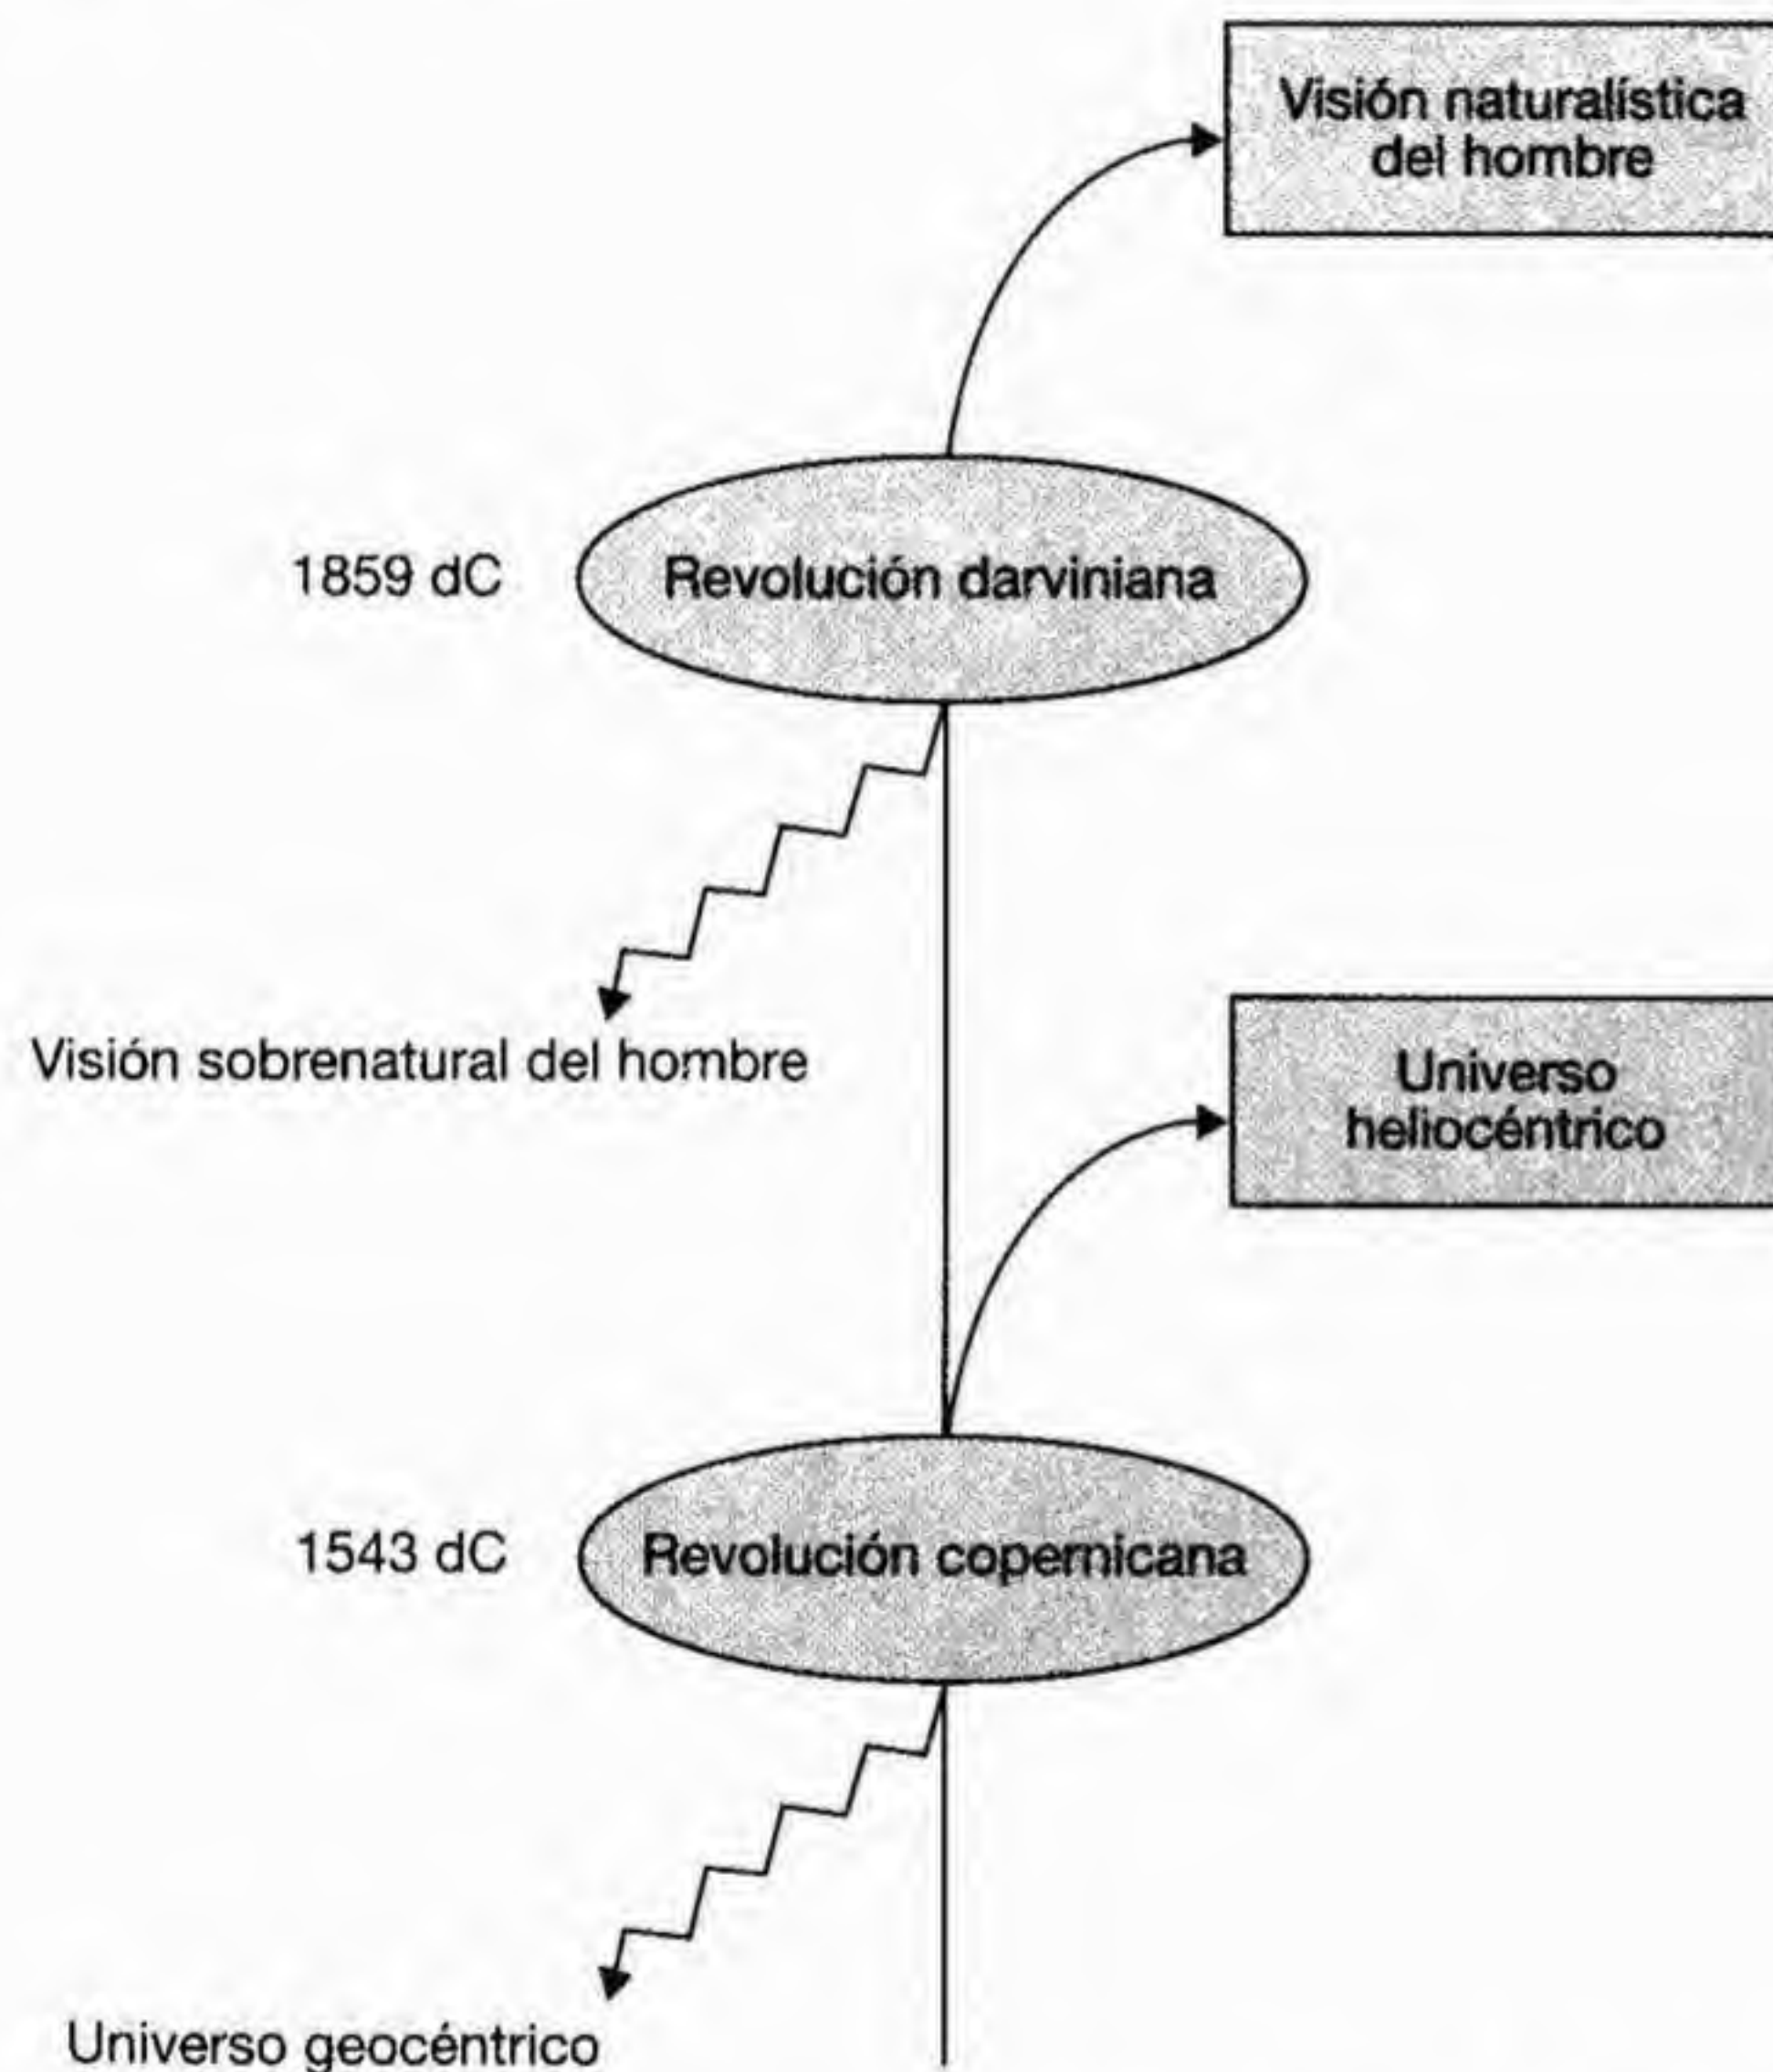 Visión naturalística
del hombre
1859 dC
Revolución darviniana
Visión sobrenatural del hombre
Universo
heliocéntrico
1543 dC
Revolución copernicana
Universo geocéntrico